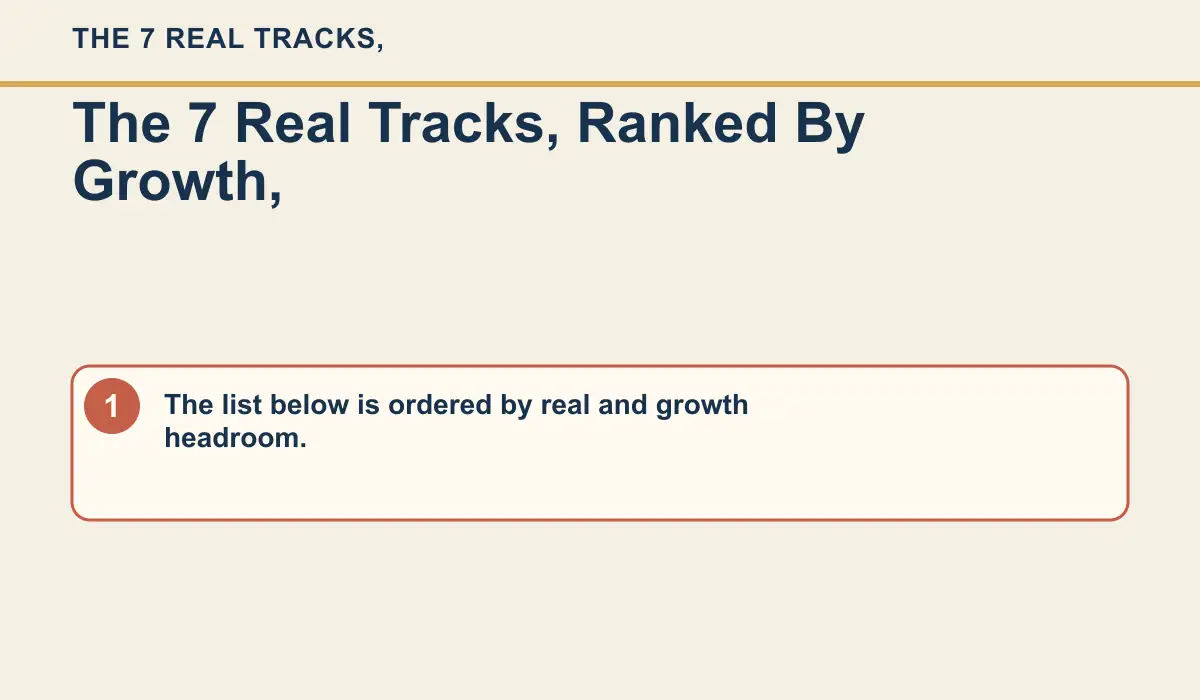 THE 7 REAL TRACKS,
The 7 Real Tracks, Ranked By
Growth,
1
The list below is ordered by real and growth
headroom.